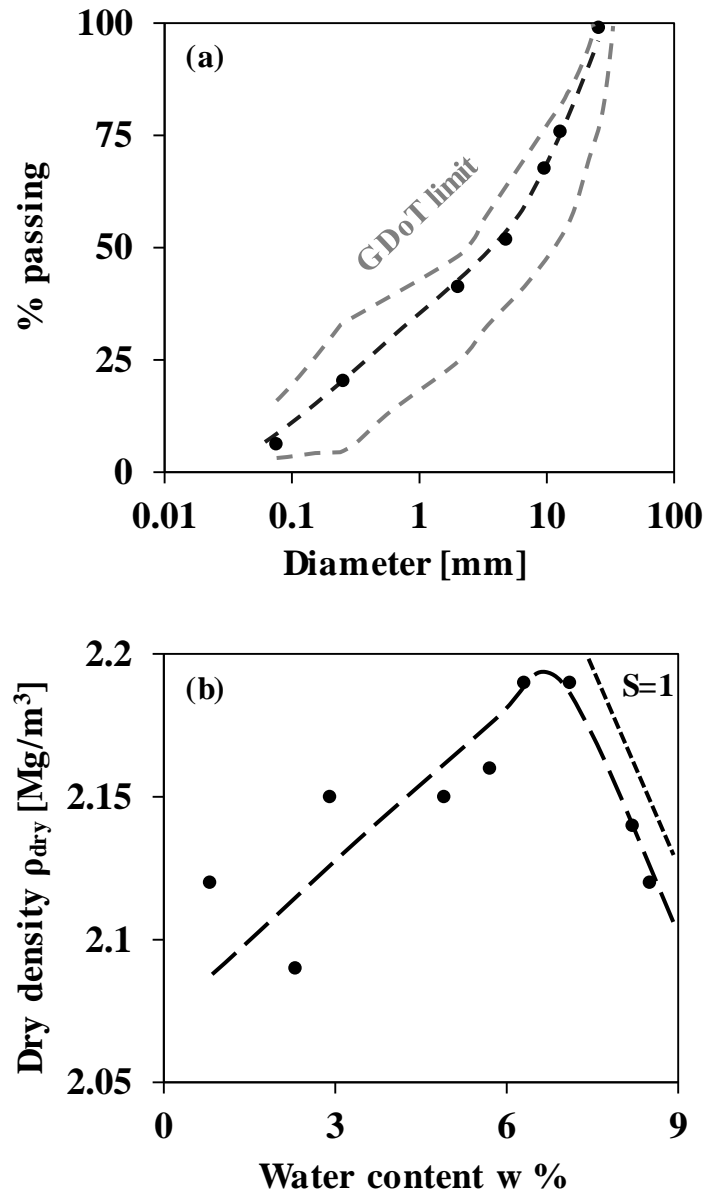 100
(a)
75
GDoT limit
50
25
0
% passing
0.01
0.1
1
10
100
Diameter [mm]
2.2
(b)
S=1
2.15
2.1
2.05
Dry density ρdry [Mg/m³]
0
3
6
9
Water content w %